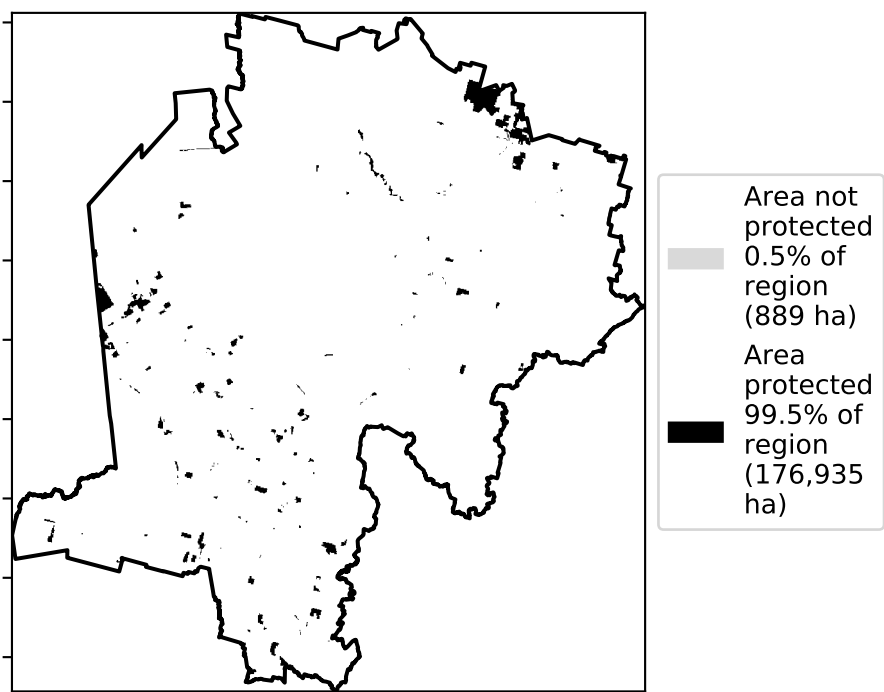 Area not
protected
0.5% of
region
(889 ha)
Area
protected
99.5% of
region
(176,935
ha)